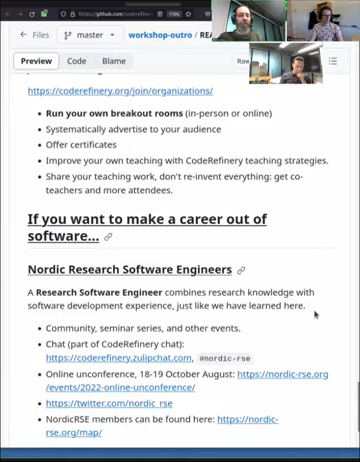 https://github.com/coderefine
170%
Files
master
workshop-outro / REA
Preview
Code
Blame
Raw
https://coderefinery.org/join/organizations/
• Run your own breakout rooms (in-person or online)
• Systematically advertise to your audience
• Offer certificates
• Improve your own teaching with CodeRefinery teaching strategies.
• Share your teaching work, don't re-invent everything: get co-
teachers and more attendees.
If you want to make a career out of
software...
Nordic Research Software Engineers
A Research Software Engineer combines research knowledge with
software development experience, just like we have learned here.
• Community, seminar series, and other events.
• Chat (part of CodeRefinery chat):
https://coderefinery.zulipchat.com, #nordic-rse
• Online unconference, 18-19 October August: https://nordic-rse.org
/events/2022-online-unconference/
• https://twitter.com/nordic_rse
• NordicRSE members can be found here: https://nordic-
rse.org/map/